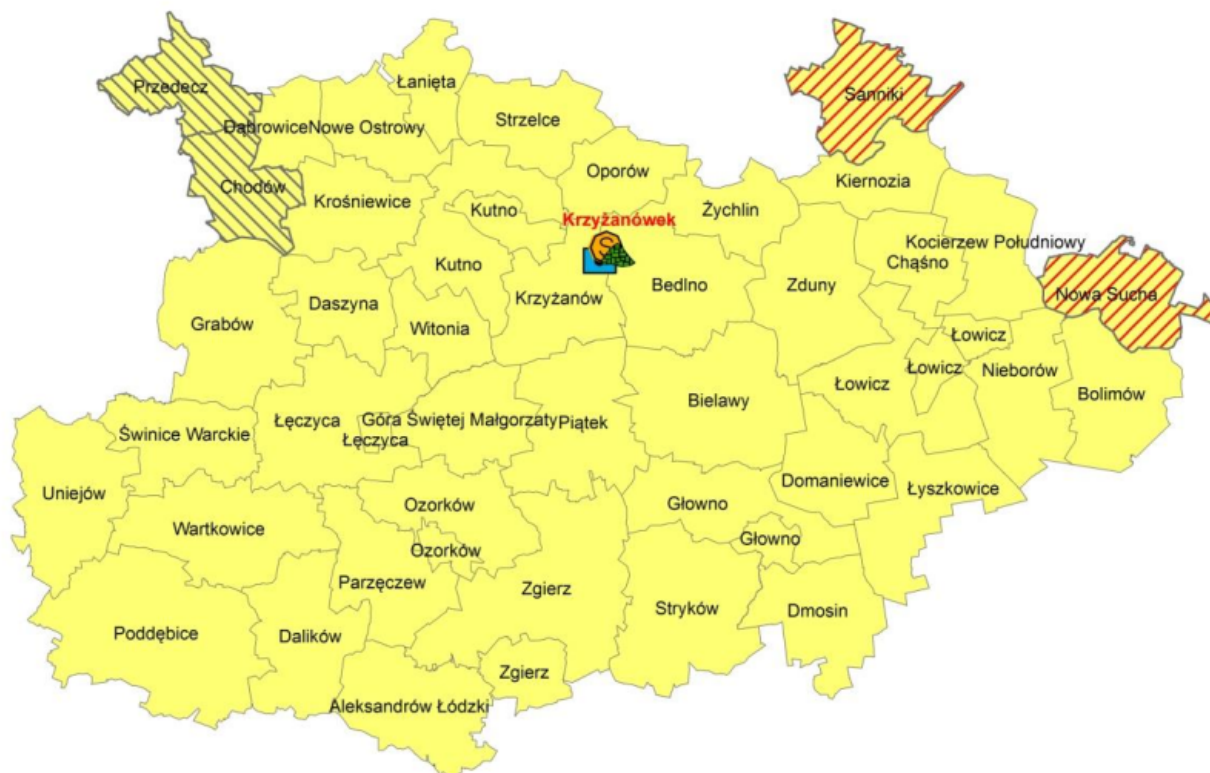 Przedecz
Łanięta
Sanniki
Dąbrowice
Nowe Ostrowy
Strzelce
Oporów
Kiernozia
Chodów
Krośniewice
Kutno
Żychlin
Krzyżanówek
S
Kocierzew Południowy
Chąśno
Kutno
Bedlno
Zduny
Nowa Sucha
Daszyna
Krzyżanów
Grabów
Witonia
Łowicz
Łowicz
Nieborów
Łowicz
Bolimów
Bielawy
Góra Świętej Małgorzaty
Piątek
Łęczyca
Świnice Warckie
Łęczyca
Domaniewice
Łyszkowice
Uniejów
Ozorków
Głowno
Wartkowice
Głowno
Ozorków
Parzęczew
Zgierz
Stryków
Dmosin
Poddębice
Dalików
Zgierz
Aleksandrów Łódzki